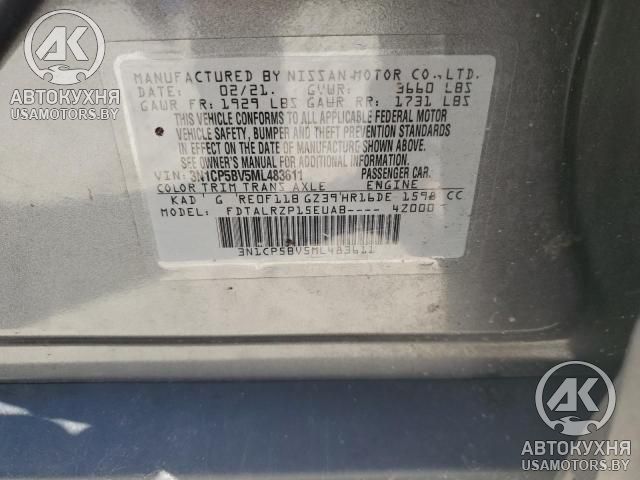 AK
АВТОКУХНЯ
USAMOTORS.BY
MANUFACTURED BY NISSAN MOTOR CO., LTD.
DATE: 02/21. GVWR: 3660 LBS
GAWR FR: 1929 LBS GAWR RR: 1731 LBS
THIS VEHICLE CONFORMS TO ALL APPLICABLE FEDERAL MOTOR
VEHICLE SAFETY, BUMPER AND THEFT PREVENTION STANDARDS
IN EFFECT ON THE DATE OF MANUFACTURE SHOWN ABOVE.
SEE OWNER'S MANUAL FOR ADDITIONAL INFORMATION.
VIN: 3N1CP5BV5ML483611 PASSENGER CAR.
COLOR TRIM TRANS AXLE ENGINE
KAD G RE0F11B GZ39 HR16DE 1598 CC
MODEL: FDTALRZP15EUAB---- 42000-
3N1CP5BV5ML483611
AK
АВТОКУХНЯ
USAMOTORS.BY